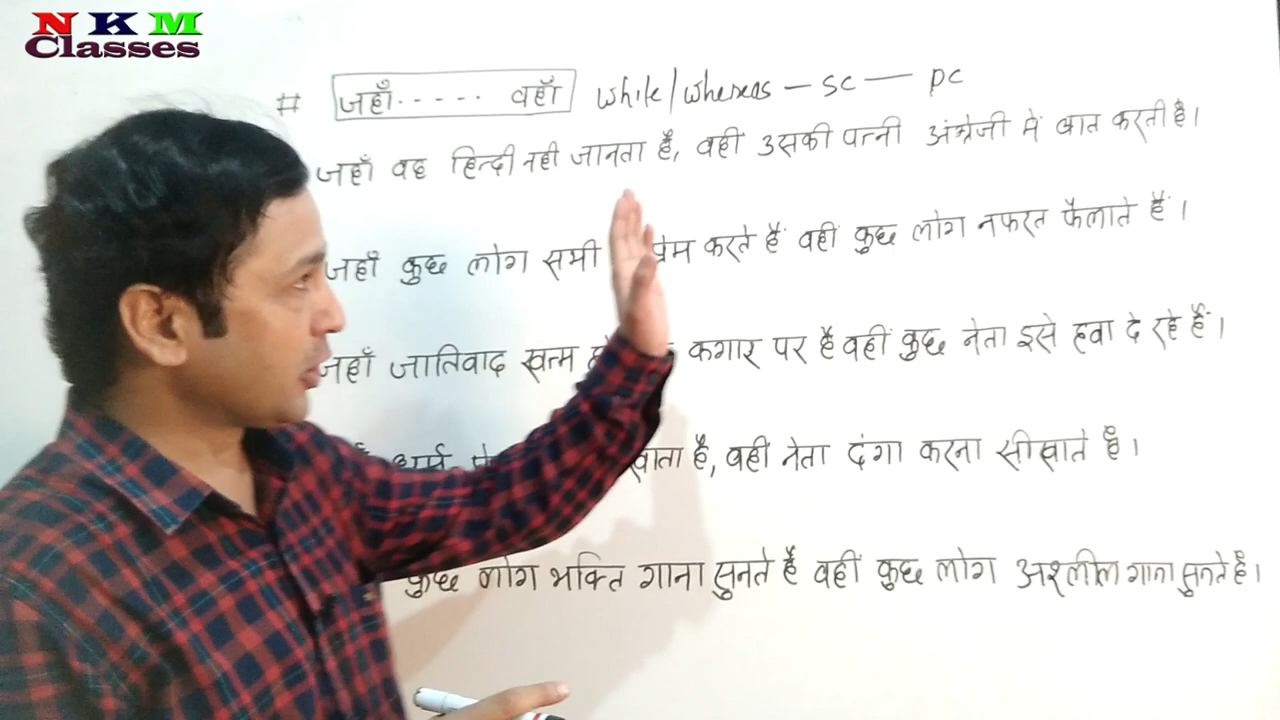 NKM
Classes
# जहाँ..... वहाँ while/whereas — SC — PC
जहाँ वह हिन्दी नही जानता है, वहीं उसकी पत्नी अंग्रेजी में बात करती है।
जहाँ कुछ लोग सभी प्रेम करते हैं वहीं कुछ लोग नफरत फैलाते हैं।
जहाँ जातिवाद खत्म कगार पर है वहीं कुछ नेता इसे हवा दे रहे हैं।
धर्म है, वहीं नेता दंगा करना सीखाते है।
कुछ लोग भक्ति गाना सुनते है वहीं कुछ लोग अश्लील गाना सुनते है।